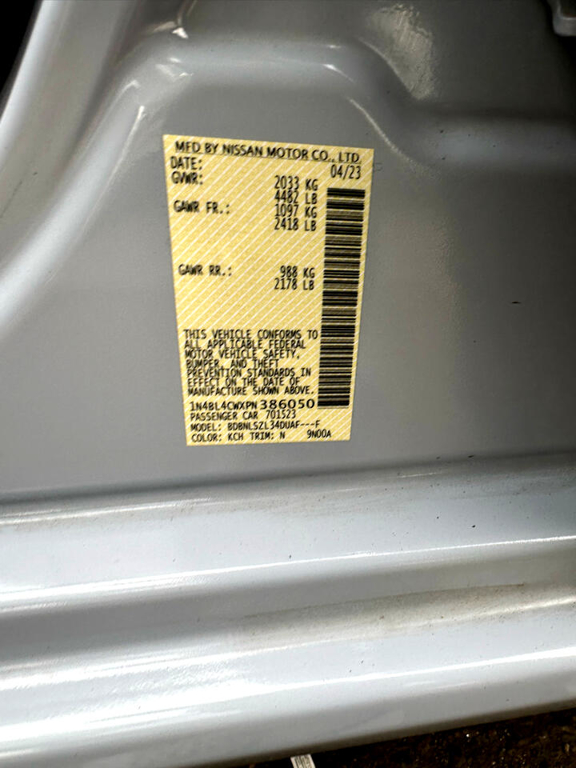 MFD BY NISSAN MOTOR CO., LTD.
DATE: 04/23
GVWR: 2033 KG
4482 LB
GAWR FR.: 1097 KG
2418 LB
GAWR RR.: 988 KG
2178 LB
THIS VEHICLE CONFORMS TO
ALL APPLICABLE FEDERAL
MOTOR VEHICLE SAFETY,
BUMPER, AND THEFT
PREVENTION STANDARDS IN
EFFECT ON THE DATE OF
MANUFACTURE SHOWN ABOVE.
1N4BL4CWXPN386050
PASSENGER CAR 701523
MODEL: BDBNLSZL34DUAF---F
COLOR: KCH TRIM: N 9N00A